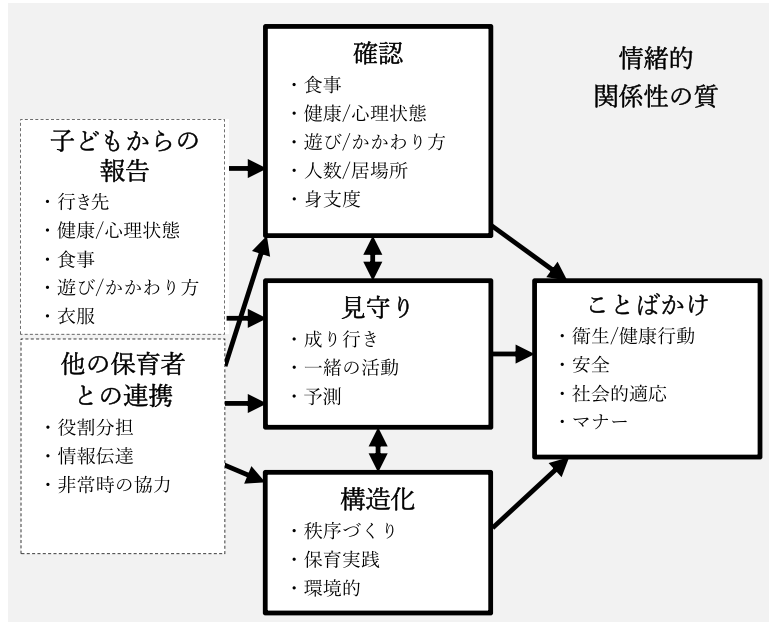 確認
・食事
・健康/心理状態
・遊び/かかわり方
・人数/居場所
・身支度
情緒的
関係性の質
子どもからの
報告
・行き先
・健康/心理状態
・食事
・遊び/かかわり方
・衣服
見守り
・成り行き
・一緒の活動
・予測
ことばかけ
・衛生/健康行動
・安全
・社会的適応
・マナー
他の保育者
との連携
・役割分担
・情報伝達
・非常時の協力
構造化
・秩序づくり
・保育実践
・環境的